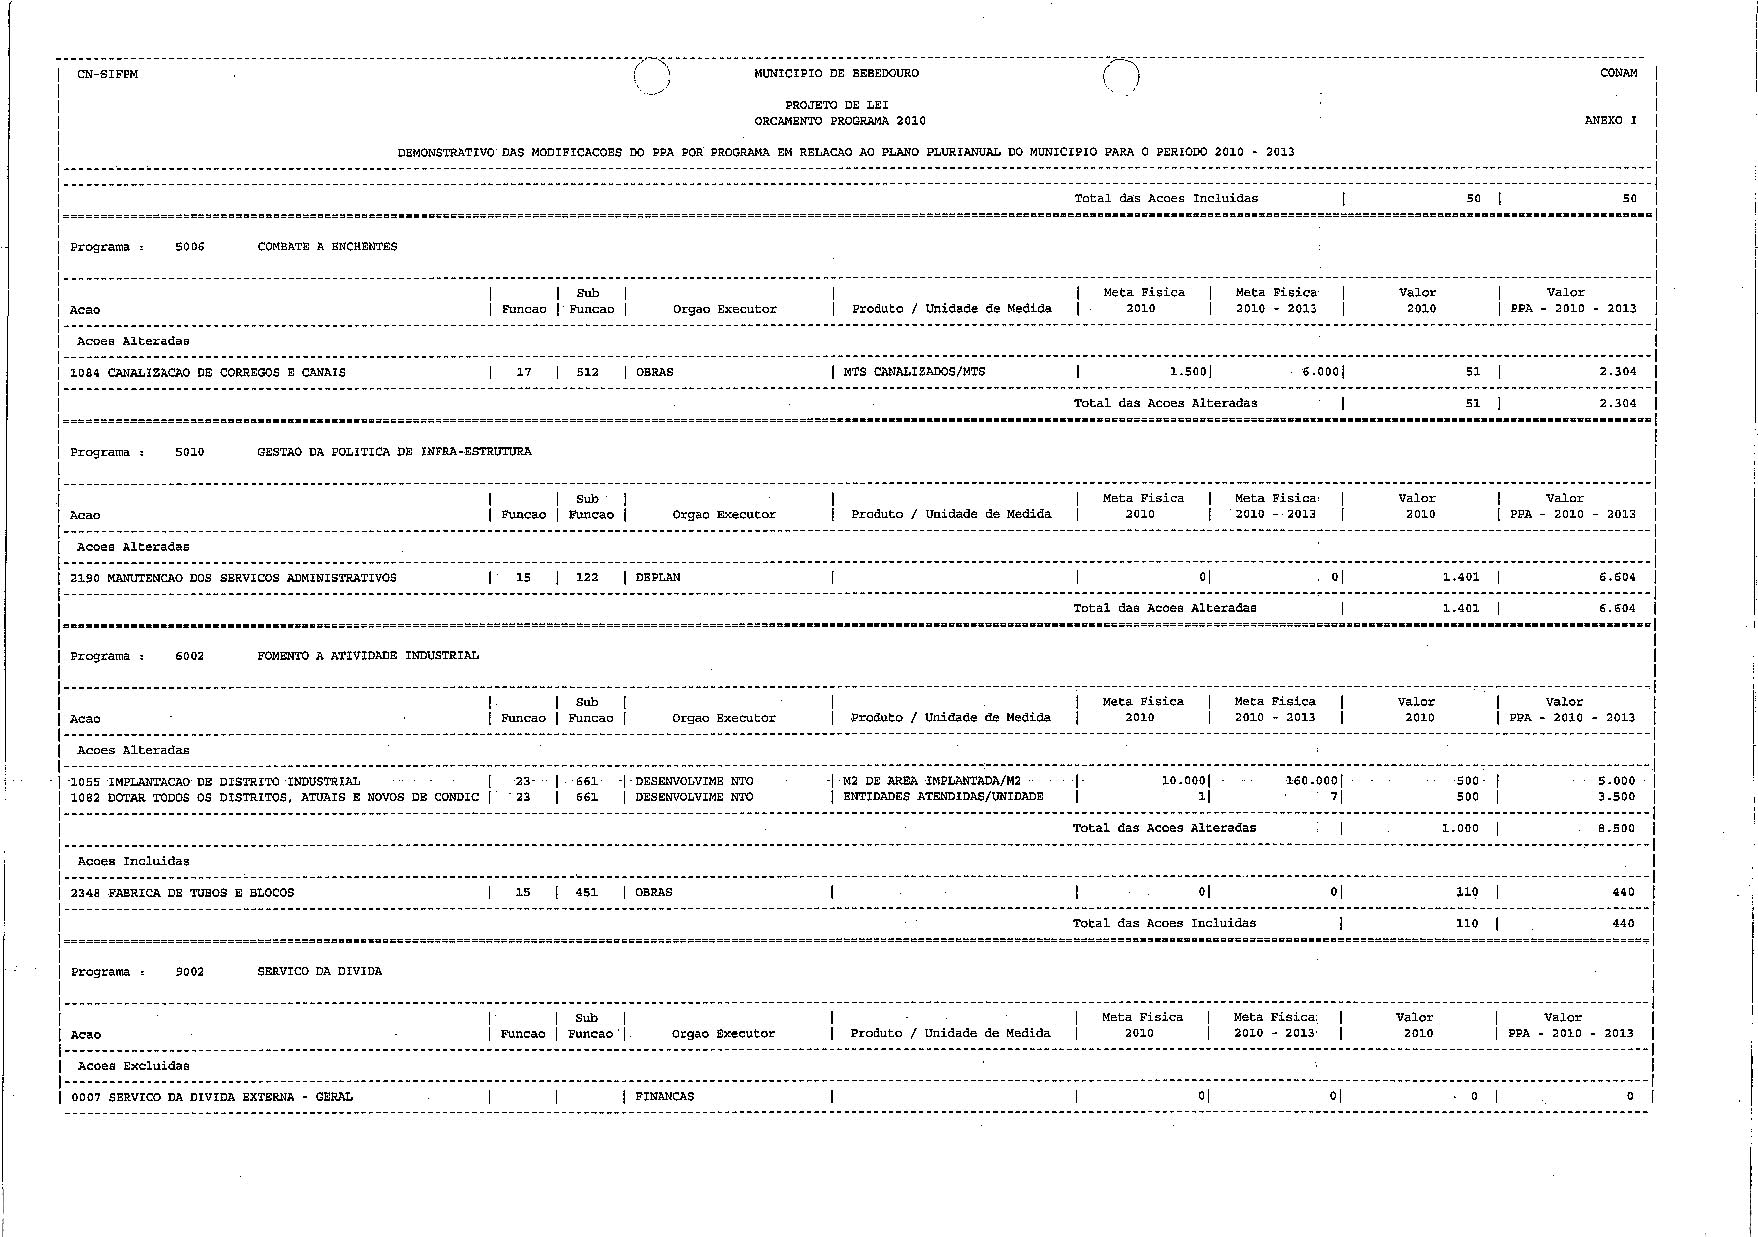 CN-SIFPM MUNICIPIO DE BEBEDOURO CONAM
PROJETO DE LEI
ORCAMENTO PROGRAMA 2010 ANEXO I
DEMONSTRATIVO DAS MODIFICACOES DO PPA POR PROGRAMA EM RELACAO AO PLANO PLURIANUAL DO MUNICIPIO PARA O PERIODO 2010 - 2013
Total das Acoes Incluidas | 50 | 50
Programa : 5006 COMBATE A ENCHENTES
| | Sub | | | Meta Fisica | Meta Fisica | Valor | Valor
Acao | Funcao | Funcao | Orgao Executor | Produto / Unidade de Medida | 2010 | 2010 - 2013 | 2010 | PPA - 2010 - 2013
Acoes Alteradas
1084 CANALIZACAO DE CORREGOS E CANAIS | 17 | 512 | OBRAS | MTS CANALIZADOS/MTS | 1.500| 6.000| 51 | 2.304
Total das Acoes Alteradas | 51 | 2.304
Programa : 5010 GESTAO DA POLITICA DE INFRA-ESTRUTURA
| | Sub | | | Meta Fisica | Meta Fisica | Valor | Valor
Acao | Funcao | Funcao | Orgao Executor | Produto / Unidade de Medida | 2010 | 2010 - 2013 | 2010 | PPA - 2010 - 2013
Acoes Alteradas
2190 MANUTENCAO DOS SERVICOS ADMINISTRATIVOS | 15 | 122 | DEPLAN | | 0| 0| 1.401 | 6.604
Total das Acoes Alteradas | 1.401 | 6.604
Programa : 6002 FOMENTO A ATIVIDADE INDUSTRIAL
| | Sub | | | Meta Fisica | Meta Fisica | Valor | Valor
Acao | Funcao | Funcao | Orgao Executor | Produto / Unidade de Medida | 2010 | 2010 - 2013 | 2010 | PPA - 2010 - 2013
Acoes Alteradas
1055 IMPLANTACAO DE DISTRITO INDUSTRIAL | 23 | 661 | DESENVOLVIME NTO | M2 DE AREA IMPLANTADA/M2 | 10.000| 160.000| 500 | 5.000
1082 DOTAR TODOS OS DISTRITOS, ATUAIS E NOVOS DE CONDIC | 23 | 661 | DESENVOLVIME NTO | ENTIDADES ATENDIDAS/UNIDADE | 1| 7| 500 | 3.500
Total das Acoes Alteradas | 1.000 | 8.500
Acoes Incluidas
2348 FABRICA DE TUBOS E BLOCOS | 15 | 451 | OBRAS | | 0| 0| 110 | 440
Total das Acoes Incluidas | 110 | 440
Programa : 9002 SERVICO DA DIVIDA
| | Sub | | | Meta Fisica | Meta Fisica | Valor | Valor
Acao | Funcao | Funcao | Orgao Executor | Produto / Unidade de Medida | 2010 | 2010 - 2013 | 2010 | PPA - 2010 - 2013
Acoes Excluidas
0007 SERVICO DA DIVIDA EXTERNA - GERAL | | | FINANCAS | | 0| 0| 0 | 0